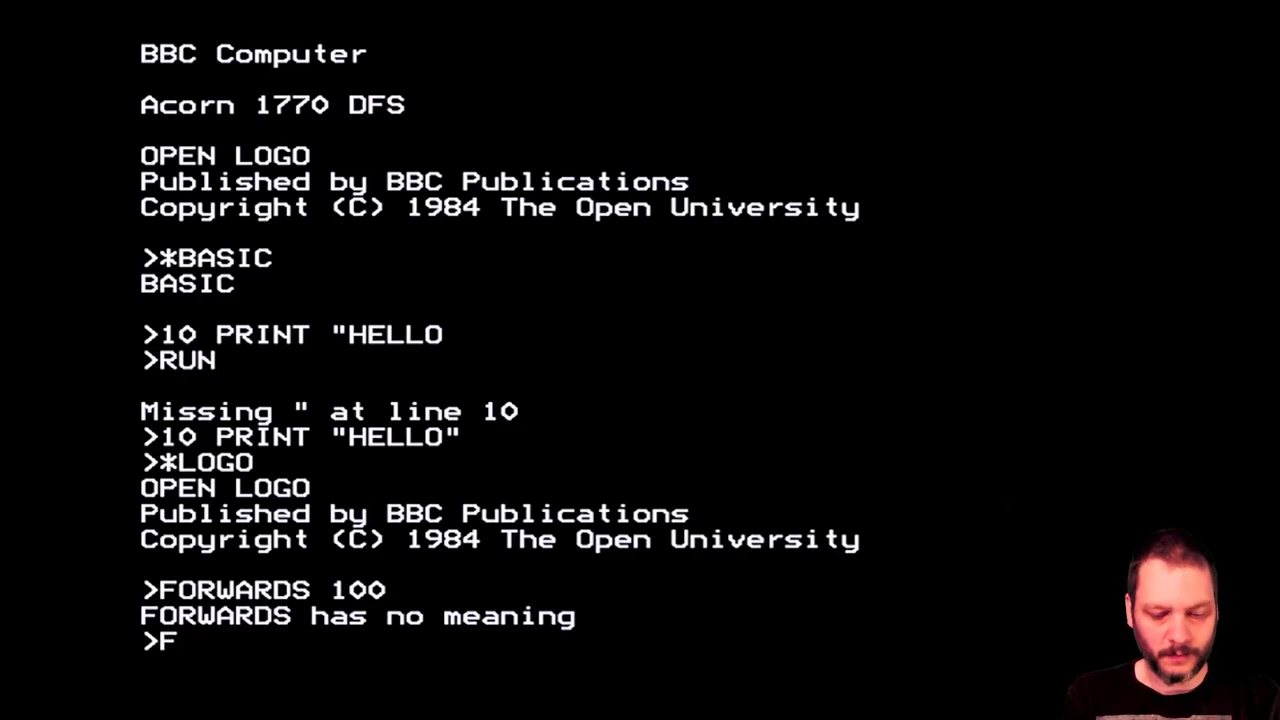 BBC Computer
Acorn 1770 DFS
OPEN LOGO
Published by BBC Publications
Copyright (C) 1984 The Open University
>*BASIC
BASIC
>10 PRINT "HELLO
>RUN
Missing " at line 10
>10 PRINT "HELLO"
>*LOGO
OPEN LOGO
Published by BBC Publications
Copyright (C) 1984 The Open University
>FORWARDS 100
FORWARDS has no meaning
>F